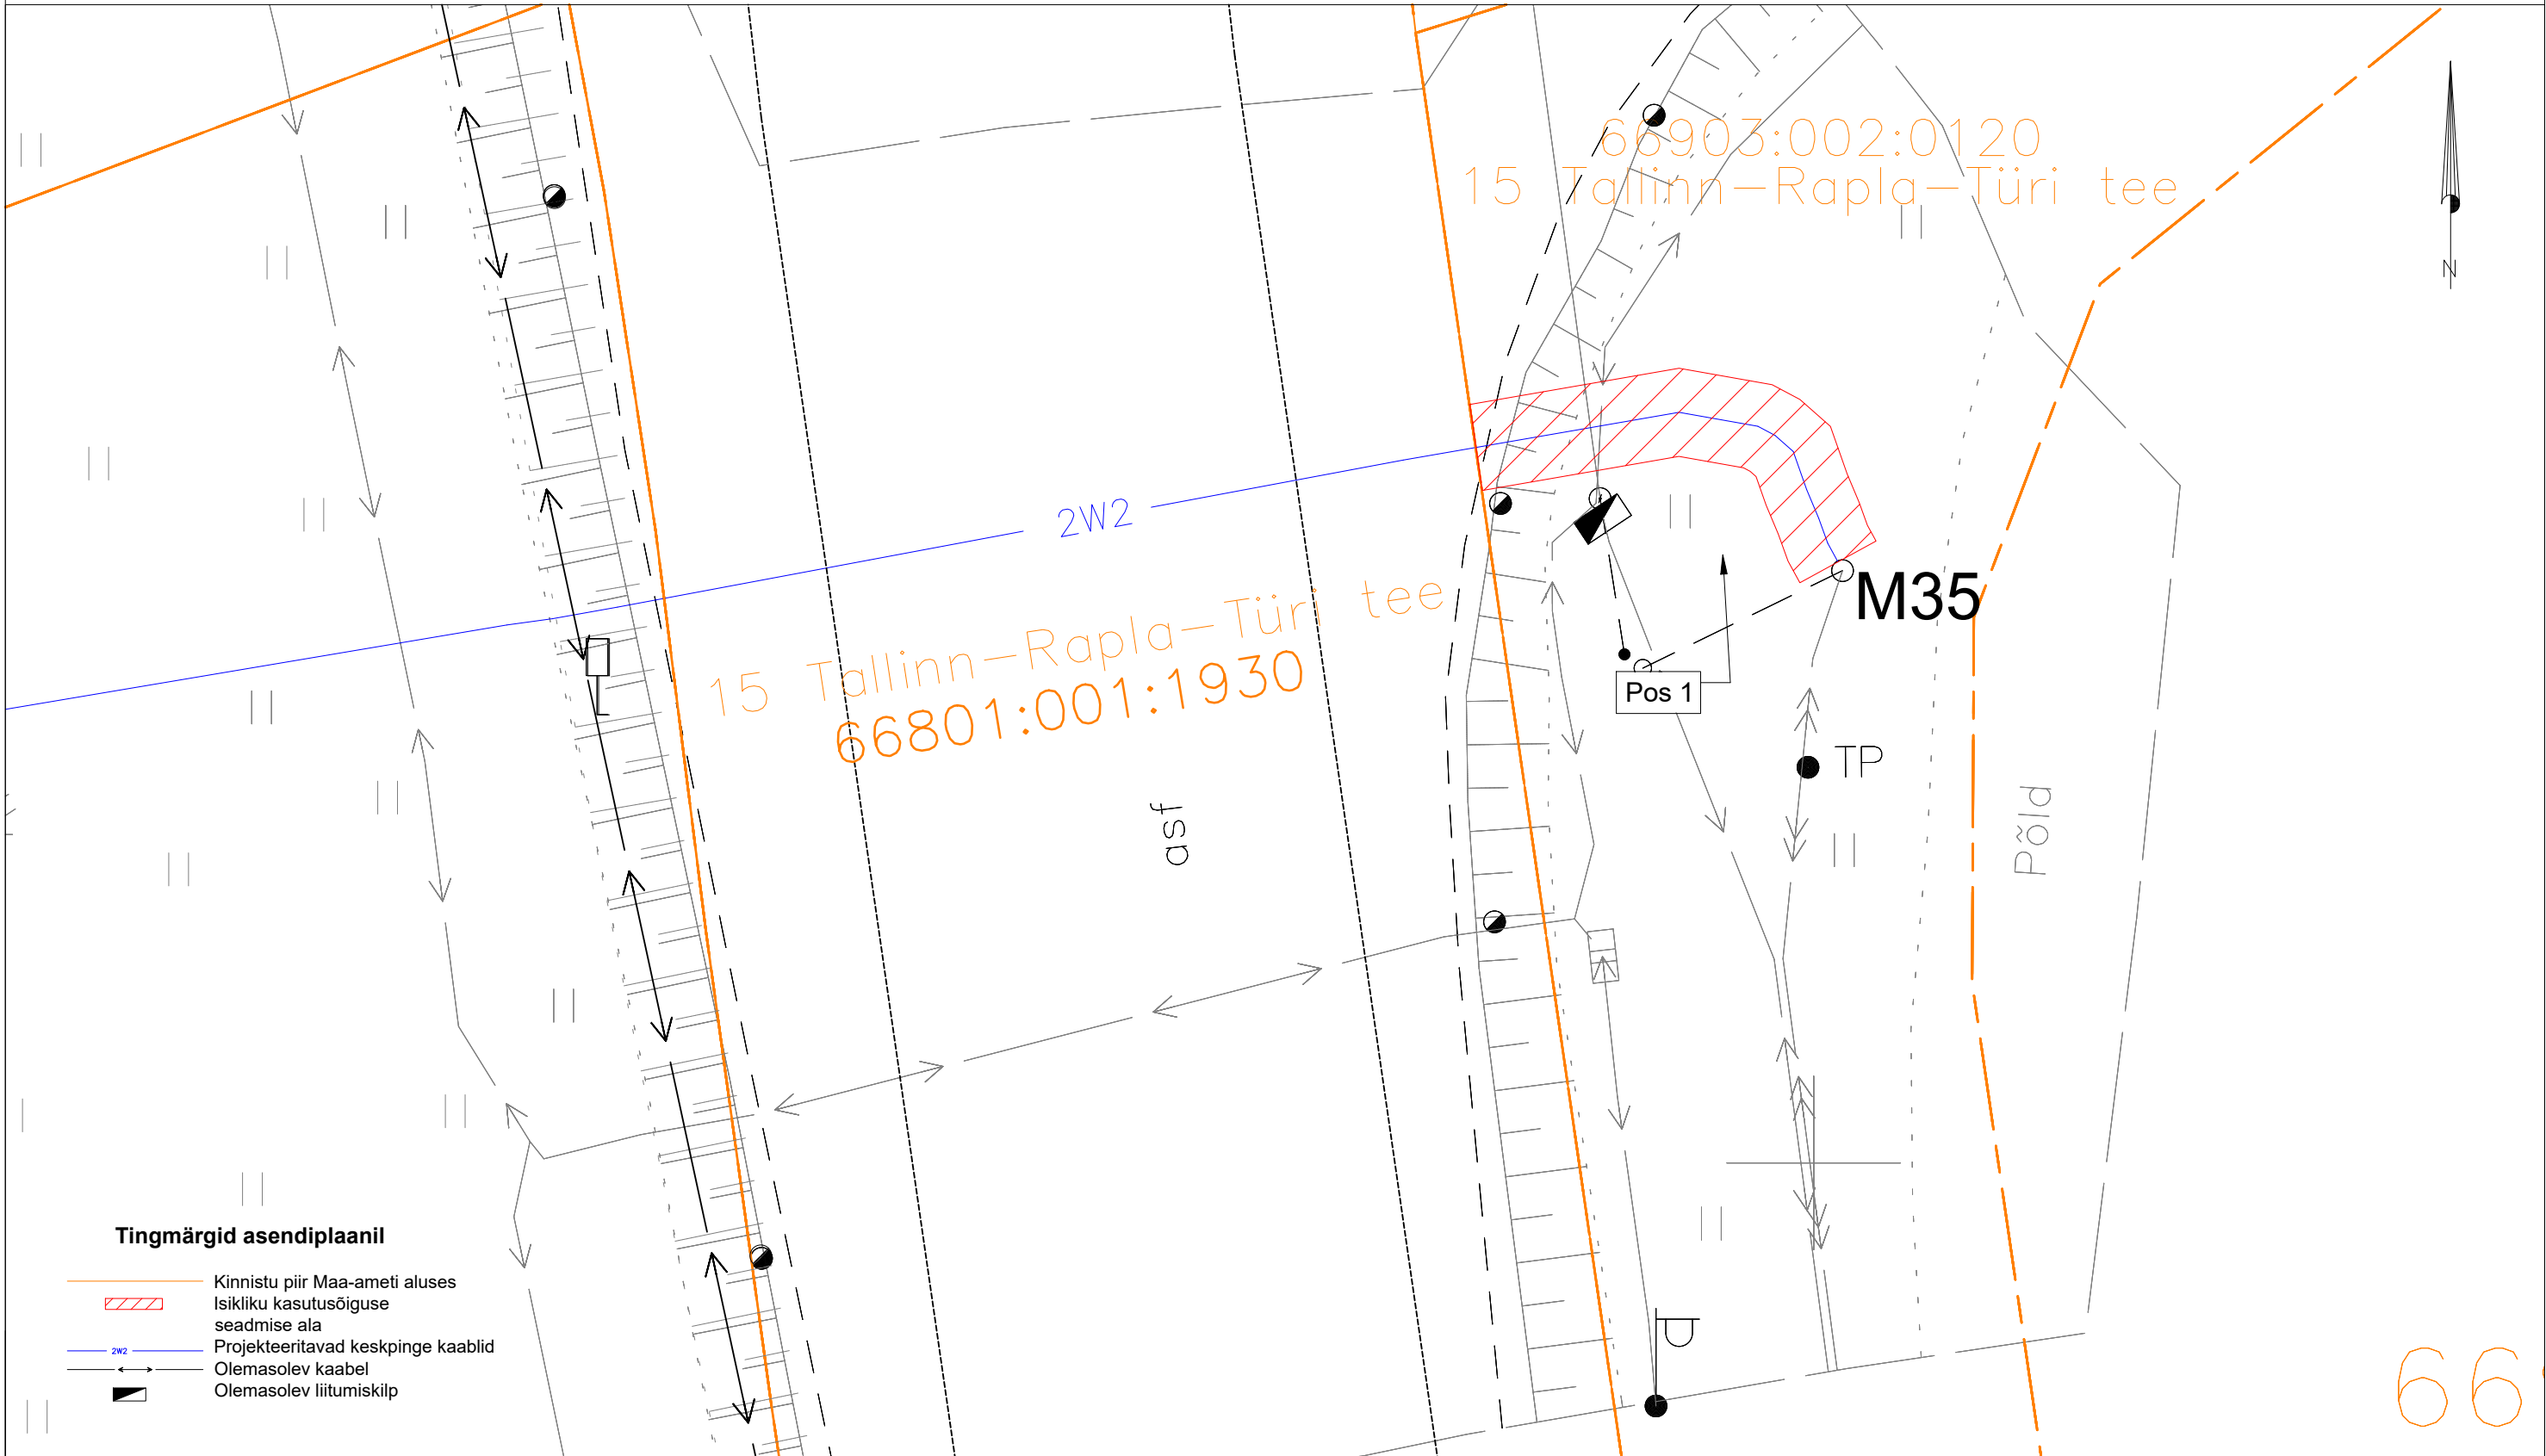 66903:002:0120
15 Tallinn-Rapla-Türi tee
N
2W2
M35
15 Tallinn-Rapla-Türi tee
66801:001:1930
Pos 1
TP
asf
Põld
Tingmärgid asendiplaanil
Kinnistu piir Maa-ameti aluses
Isikliku kasutusõiguse
seadmise ala
2W2 Projekteeritavad keskpinge kaablid
Olemasolev kaabel
Olemasolev liitumiskilp
66